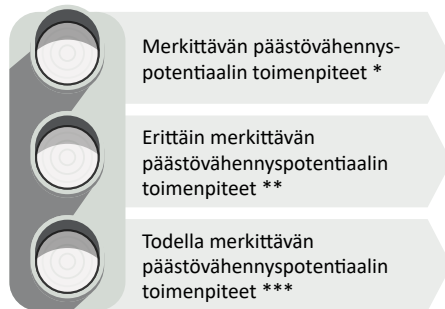 Merkittävän päästövähennys-
potentiaalin toimenpiteet *
Erittäin merkittävän
päästövähennyspotentiaalin
toimenpiteet **
Todella merkittävän
päästövähennyspotentiaalin
toimenpiteet ***